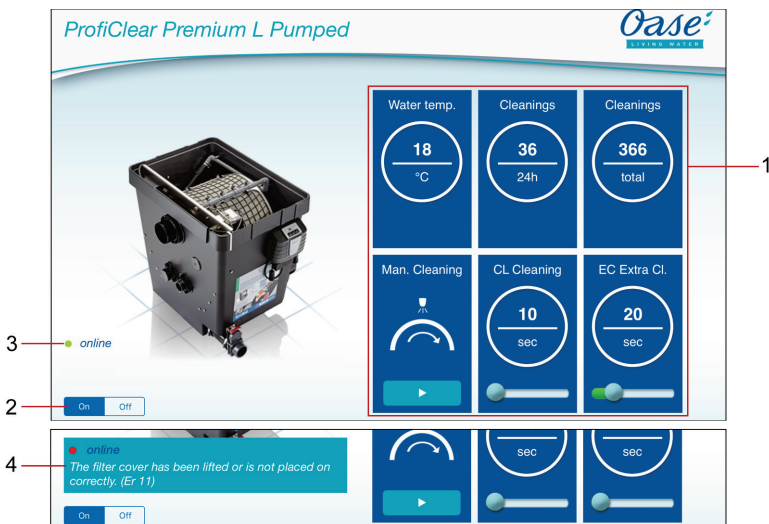 ProfiClear Premium L Pumped
Oase
LIVING WATER
Water temp.
18
°C
Cleanings
36
24h
Cleanings
366
total
1
Man. Cleaning
CL Cleaning
10
sec
EC Extra Cl.
20
sec
3
online
2
On Off
4
online
The filter cover has been lifted or is not placed on
correctly. (Er 11)
sec
sec
On Off